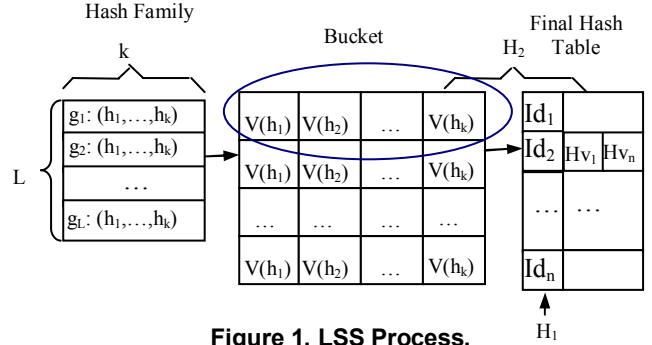 Hash Family
Bucket
Final Hash
Table
k
H₂
L
g₁: (h₁,…,hₖ)
g₂: (h₁,…,hₖ)
…
g_L: (h₁,…,hₖ)
V(h₁) V(h₂) … V(hₖ)
V(h₁) V(h₂) … V(hₖ)
… … … …
V(h₁) V(h₂) … V(hₖ)
Id₁
Id₂ Hv₁ Hvₙ
… …
Idₙ
H₁
Figure 1. LSS Process.